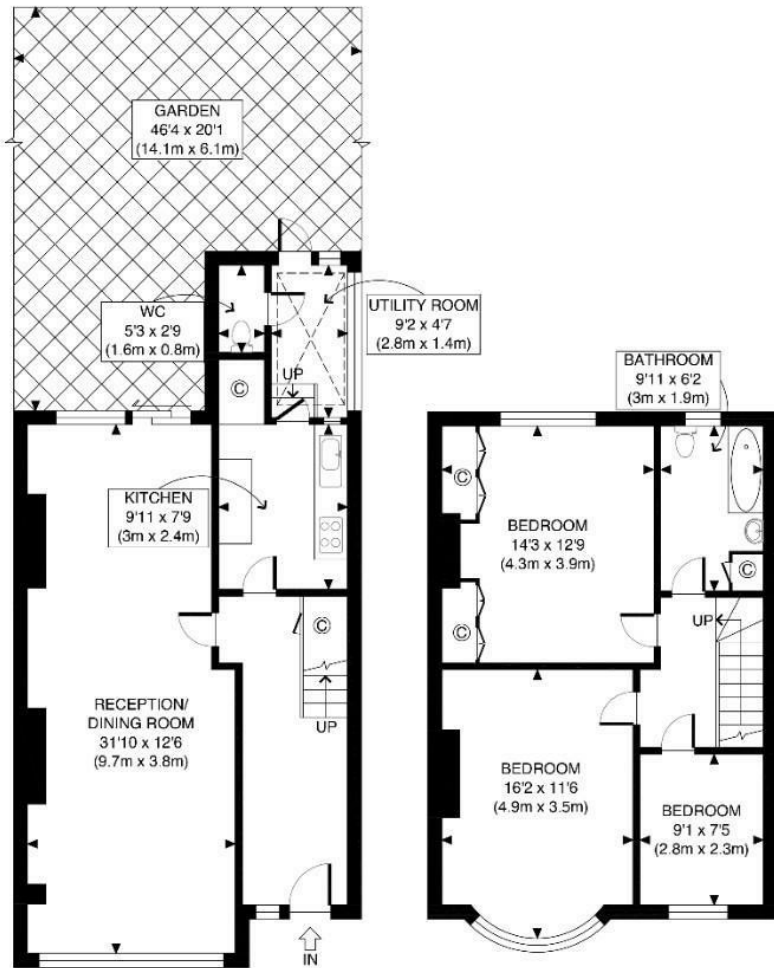 GARDEN
46'4 x 20'1
(14.1m x 6.1m)
WC
5'3 x 2'9
(1.6m x 0.8m)
UTILITY ROOM
9'2 x 4'7
(2.8m x 1.4m)
UP
C
KITCHEN
9'11 x 7'9
(3m x 2.4m)
C
UP
RECEPTION/
DINING ROOM
31'10 x 12'6
(9.7m x 3.8m)
IN
BATHROOM
9'11 x 6'2
(3m x 1.9m)
C
BEDROOM
14'3 x 12'9
(4.3m x 3.9m)
C
C
UP
BEDROOM
16'2 x 11'6
(4.9m x 3.5m)
BEDROOM
9'1 x 7'5
(2.8m x 2.3m)